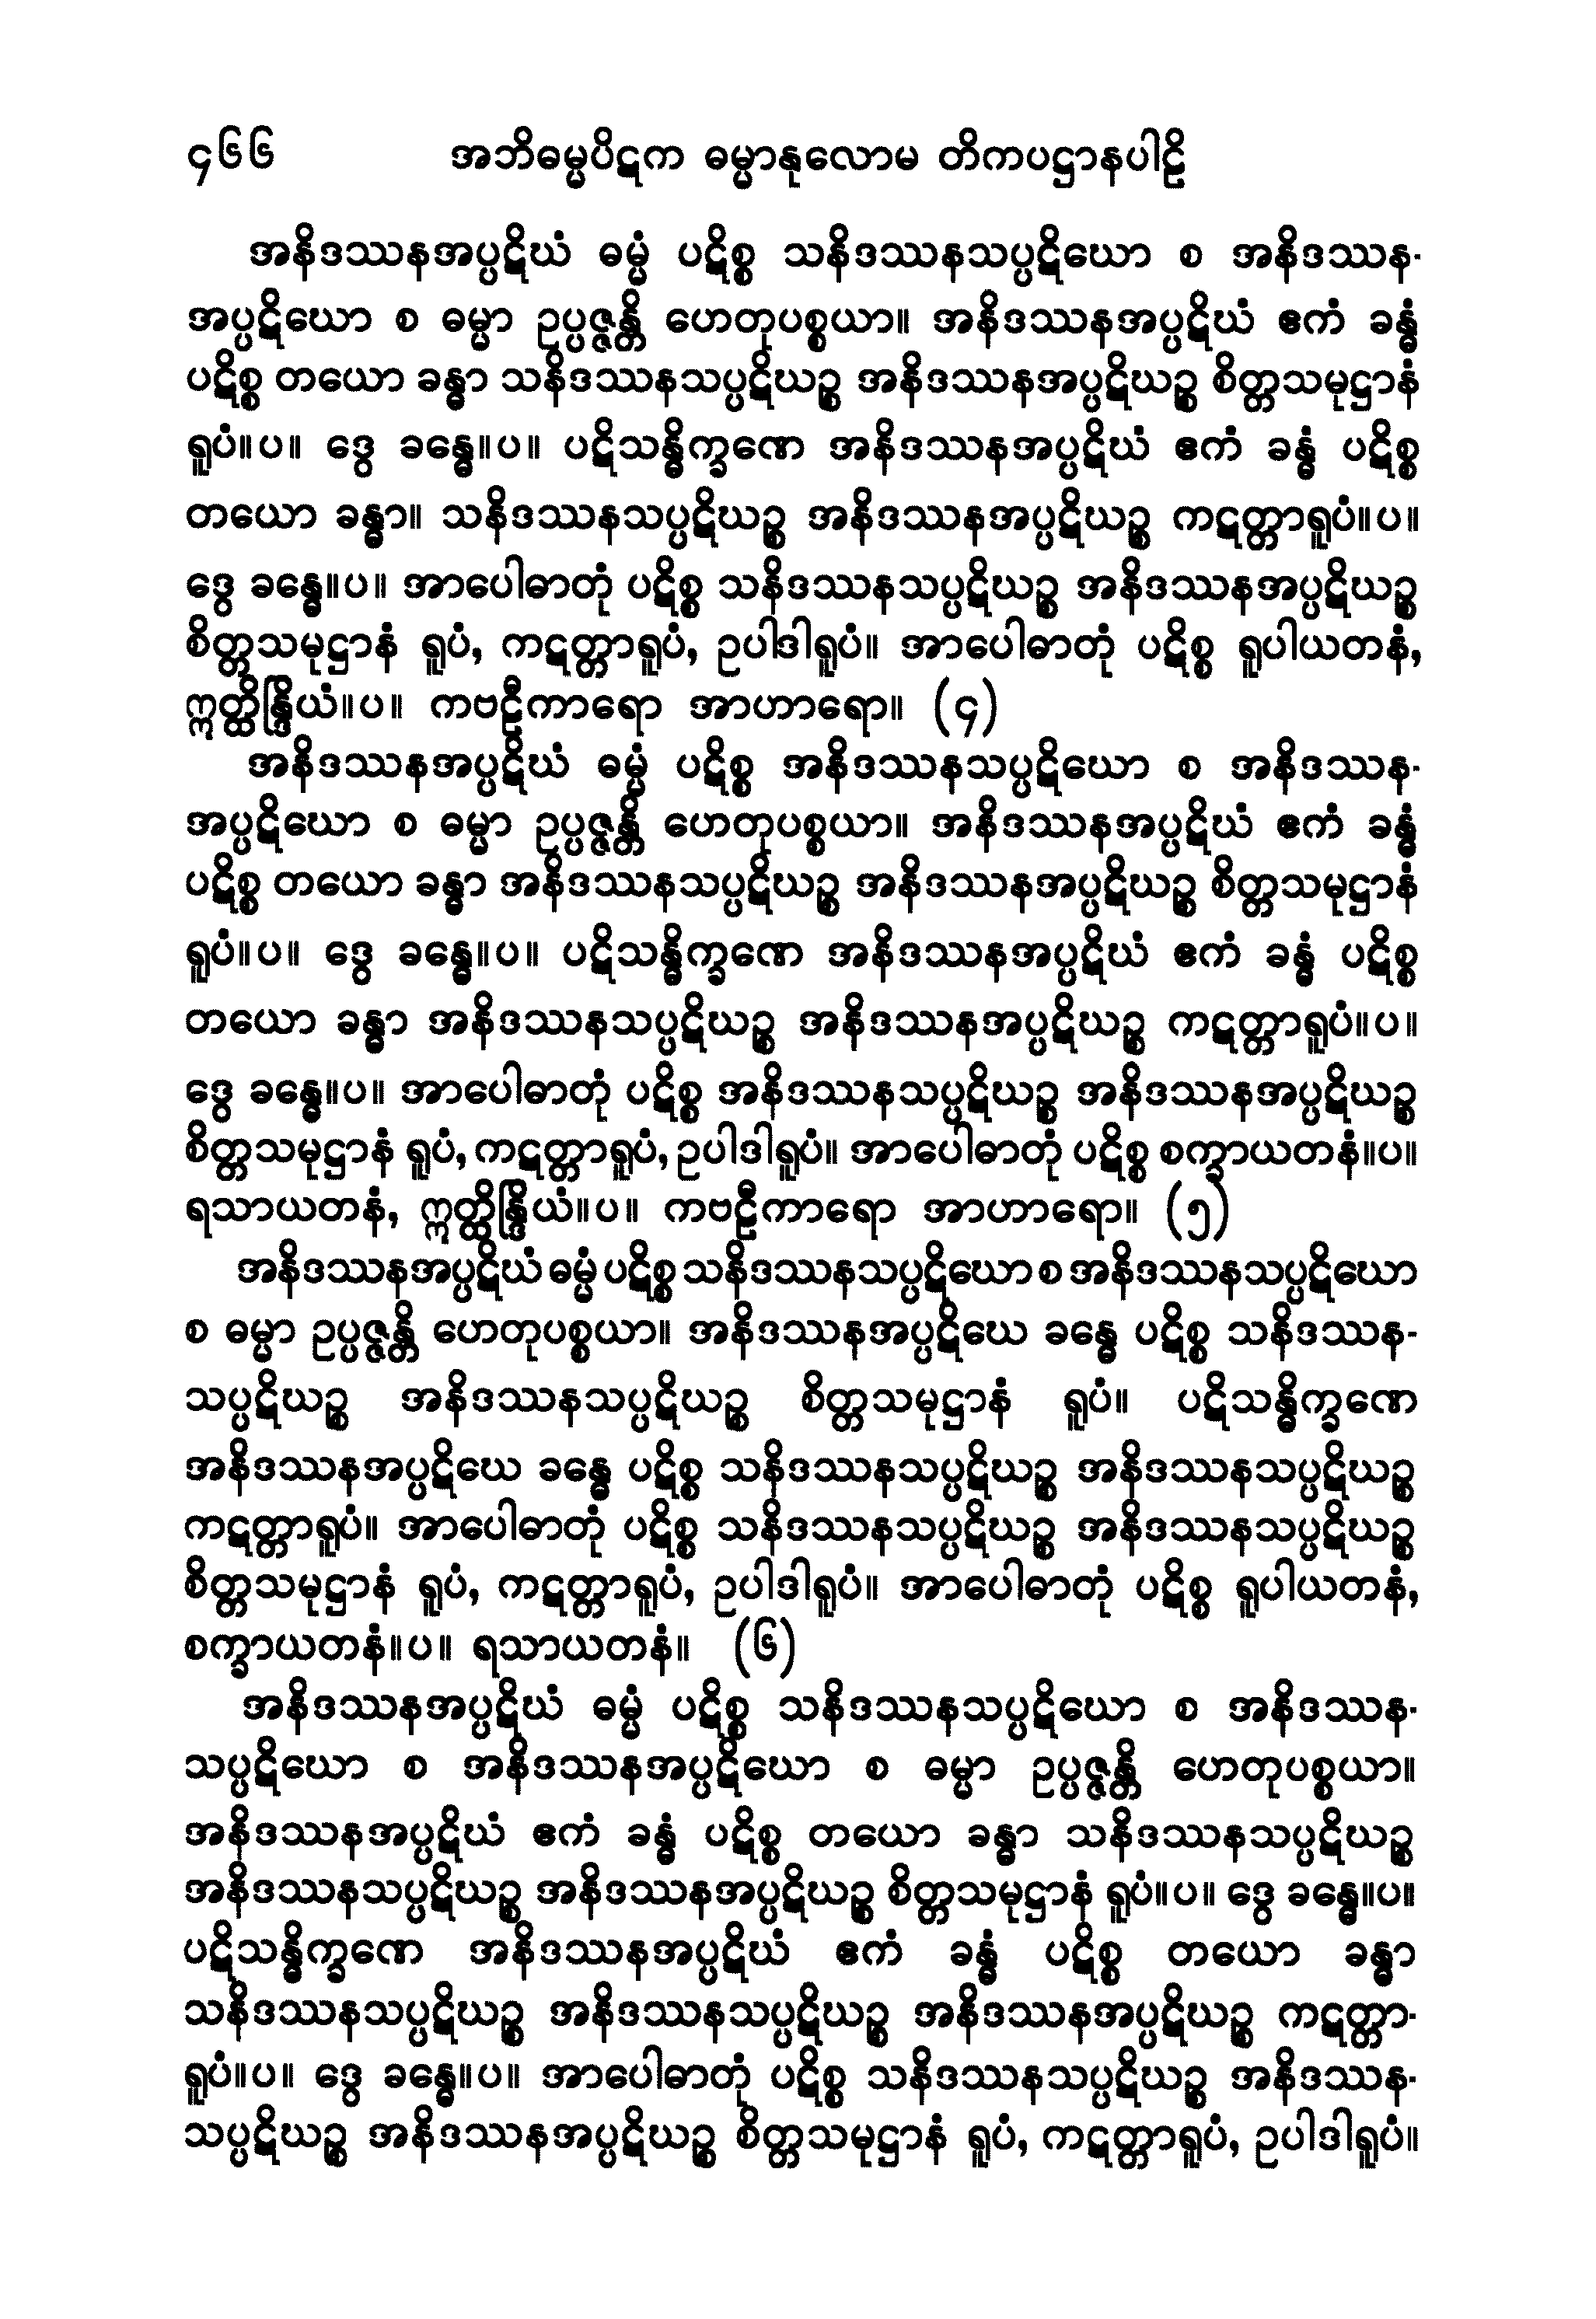 ၄၆၆ အဘိဓမ္မပိဋက ဓမ္မာနုလောမ တိကပဋ္ဌာနပါဠိ
အနိဒဿနအပ္ပဋိဃံ ဓမ္မံ ပဋိစ္စ သနိဒဿနသပ္ပဋိဃော စ အနိဒဿန-
အပ္ပဋိဃော စ ဓမ္မာ ဥပ္ပဇ္ဇန္တိ ဟေတုပစ္စယာ။ အနိဒဿနအပ္ပဋိဃံ ဧကံ ခန္ဓံ
ပဋိစ္စ တယော ခန္ဓာ သနိဒဿနသပ္ပဋိဃဉ္စ အနိဒဿနအပ္ပဋိဃဉ္စ စိတ္တသမုဋ္ဌာနံ
ရူပံ။ပ။ ဒွေ ခန္ဓေ။ပ။ ပဋိသန္ဓိက္ခဏေ အနိဒဿနအပ္ပဋိဃံ ဧကံ ခန္ဓံ ပဋိစ္စ
တယော ခန္ဓာ။ သနိဒဿနသပ္ပဋိဃဉ္စ အနိဒဿနအပ္ပဋိဃဉ္စ ကဋတ္တာရူပံ။ပ။
ဒွေ ခန္ဓေ။ပ။ အာပေါဓာတုံ ပဋိစ္စ သနိဒဿနသပ္ပဋိဃဉ္စ အနိဒဿနအပ္ပဋိဃဉ္စ
စိတ္တသမုဋ္ဌာနံ ရူပံ, ကဋတ္တာရူပံ, ဥပါဒါရူပံ။ အာပေါဓာတုံ ပဋိစ္စ ရူပါယတနံ,
ဣတ္ထိန္ဒြိယံ။ပ။ ကဗဠီကာရော အာဟာရော။ (၄)
အနိဒဿနအပ္ပဋိဃံ ဓမ္မံ ပဋိစ္စ အနိဒဿနသပ္ပဋိဃော စ အနိဒဿန-
အပ္ပဋိဃော စ ဓမ္မာ ဥပ္ပဇ္ဇန္တိ ဟေတုပစ္စယာ။ အနိဒဿနအပ္ပဋိဃံ ဧကံ ခန္ဓံ
ပဋိစ္စ တယော ခန္ဓာ အနိဒဿနသပ္ပဋိဃဉ္စ အနိဒဿနအပ္ပဋိဃဉ္စ စိတ္တသမုဋ္ဌာနံ
ရူပံ။ပ။ ဒွေ ခန္ဓေ။ပ။ ပဋိသန္ဓိက္ခဏေ အနိဒဿနအပ္ပဋိဃံ ဧကံ ခန္ဓံ ပဋိစ္စ
တယော ခန္ဓာ အနိဒဿနသပ္ပဋိဃဉ္စ အနိဒဿနအပ္ပဋိဃဉ္စ ကဋတ္တာရူပံ။ပ။
ဒွေ ခန္ဓေ။ပ။ အာပေါဓာတုံ ပဋိစ္စ အနိဒဿနသပ္ပဋိဃဉ္စ အနိဒဿနအပ္ပဋိဃဉ္စ
စိတ္တသမုဋ္ဌာနံ ရူပံ, ကဋတ္တာရူပံ, ဥပါဒါရူပံ။ အာပေါဓာတုံ ပဋိစ္စ စက္ခာယတနံ။ပ။
ရသာယတနံ, ဣတ္ထိန္ဒြိယံ။ပ။ ကဗဠီကာရော အာဟာရော။ (၅)
အနိဒဿနအပ္ပဋိဃံ ဓမ္မံ ပဋိစ္စ သနိဒဿနသပ္ပဋိဃော စ အနိဒဿနသပ္ပဋိဃော
စ ဓမ္မာ ဥပ္ပဇ္ဇန္တိ ဟေတုပစ္စယာ။ အနိဒဿနအပ္ပဋိဃေ ခန္ဓေ ပဋိစ္စ သနိဒဿန-
သပ္ပဋိဃဉ္စ အနိဒဿနသပ္ပဋိဃဉ္စ စိတ္တသမုဋ္ဌာနံ ရူပံ။ ပဋိသန္ဓိက္ခဏေ
အနိဒဿနအပ္ပဋိဃေ ခန္ဓေ ပဋိစ္စ သနိဒဿနသပ္ပဋိဃဉ္စ အနိဒဿနသပ္ပဋိဃဉ္စ
ကဋတ္တာရူပံ။ အာပေါဓာတုံ ပဋိစ္စ သနိဒဿနသပ္ပဋိဃဉ္စ အနိဒဿနသပ္ပဋိဃဉ္စ
စိတ္တသမုဋ္ဌာနံ ရူပံ, ကဋတ္တာရူပံ, ဥပါဒါရူပံ။ အာပေါဓာတုံ ပဋိစ္စ ရူပါယတနံ,
စက္ခာယတနံ။ပ။ ရသာယတနံ။ (၆)
အနိဒဿနအပ္ပဋိဃံ ဓမ္မံ ပဋိစ္စ သနိဒဿနသပ္ပဋိဃော စ အနိဒဿန-
သပ္ပဋိဃော စ အနိဒဿနအပ္ပဋိဃော စ ဓမ္မာ ဥပ္ပဇ္ဇန္တိ ဟေတုပစ္စယာ။
အနိဒဿနအပ္ပဋိဃံ ဧကံ ခန္ဓံ ပဋိစ္စ တယော ခန္ဓာ သနိဒဿနသပ္ပဋိဃဉ္စ
အနိဒဿနသပ္ပဋိဃဉ္စ အနိဒဿနအပ္ပဋိဃဉ္စ စိတ္တသမုဋ္ဌာနံ ရူပံ။ပ။ ဒွေ ခန္ဓေ။ပ။
ပဋိသန္ဓိက္ခဏေ အနိဒဿနအပ္ပဋိဃံ ဧကံ ခန္ဓံ ပဋိစ္စ တယော ခန္ဓာ
သနိဒဿနသပ္ပဋိဃဉ္စ အနိဒဿနသပ္ပဋိဃဉ္စ အနိဒဿနအပ္ပဋိဃဉ္စ ကဋတ္တာ-
ရူပံ။ပ။ ဒွေ ခန္ဓေ။ပ။ အာပေါဓာတုံ ပဋိစ္စ သနိဒဿနသပ္ပဋိဃဉ္စ အနိဒဿန-
သပ္ပဋိဃဉ္စ အနိဒဿနအပ္ပဋိဃဉ္စ စိတ္တသမုဋ္ဌာနံ ရူပံ, ကဋတ္တာရူပံ, ဥပါဒါရူပံ။